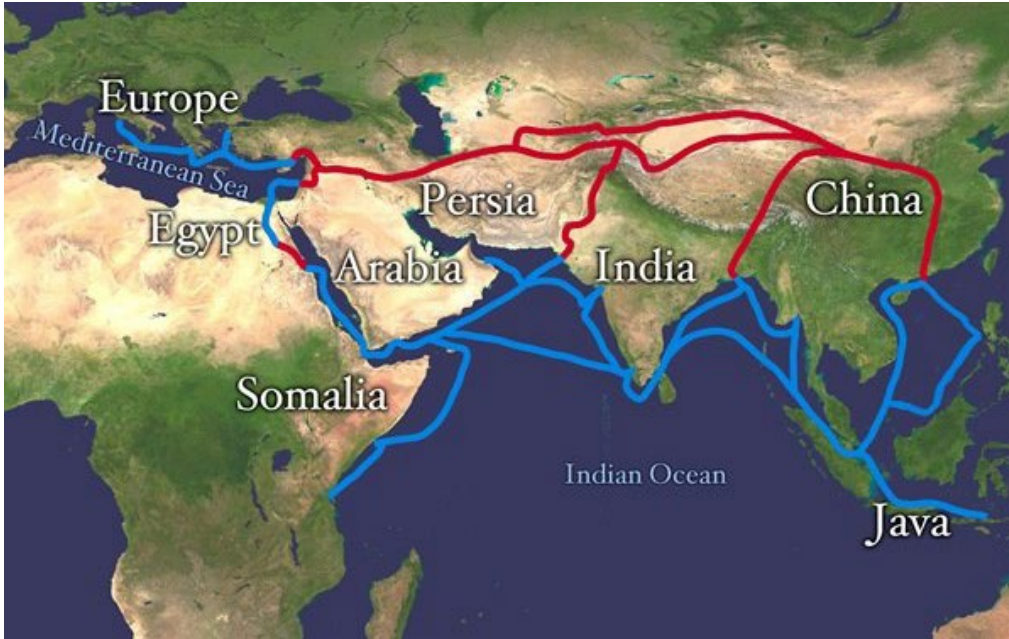 Europe
Mediterranean Sea
Egypt
Persia
Arabia
India
China
Somalia
Indian Ocean
Java